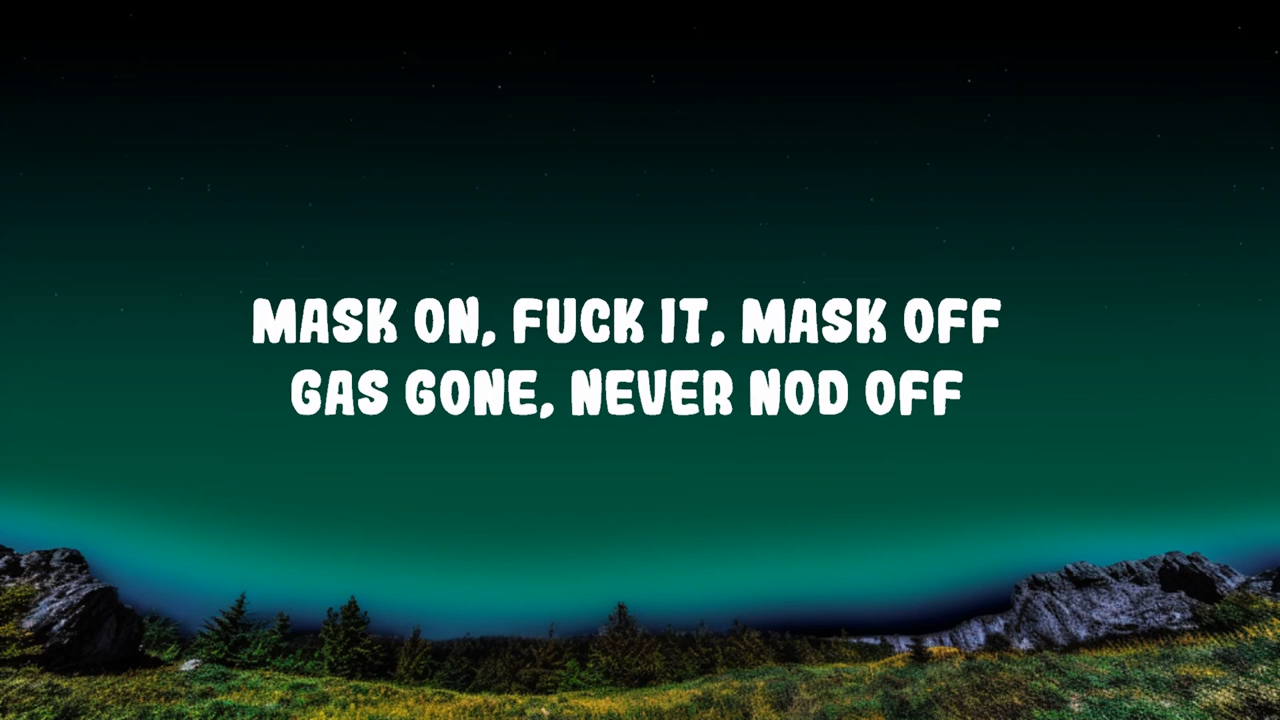 MASK ON, FUCK IT, MASK OFF
GAS GONE, NEVER NOD OFF